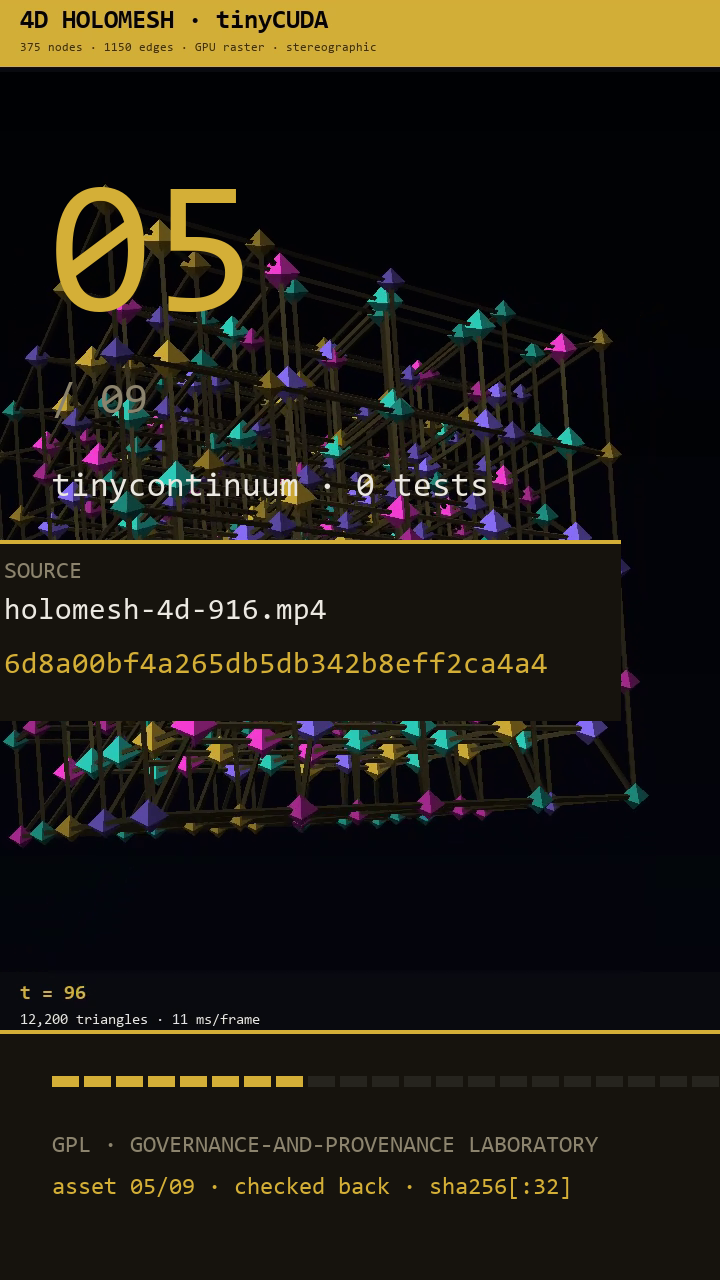 4D HOLOMESH · tinyCUDA
375 nodes · 1150 edges · GPU raster · stereographic
05
/ 09
tinycontinuum · 0 tests
SOURCE
holomesh-4d-916.mp4
6d8a00bf4a265db5db342b8eff2ca4a4
t = 96
12,200 triangles · 11 ms/frame
GPL · GOVERNANCE-AND-PROVENANCE LABORATORY
asset 05/09 · checked back · sha256[:32]